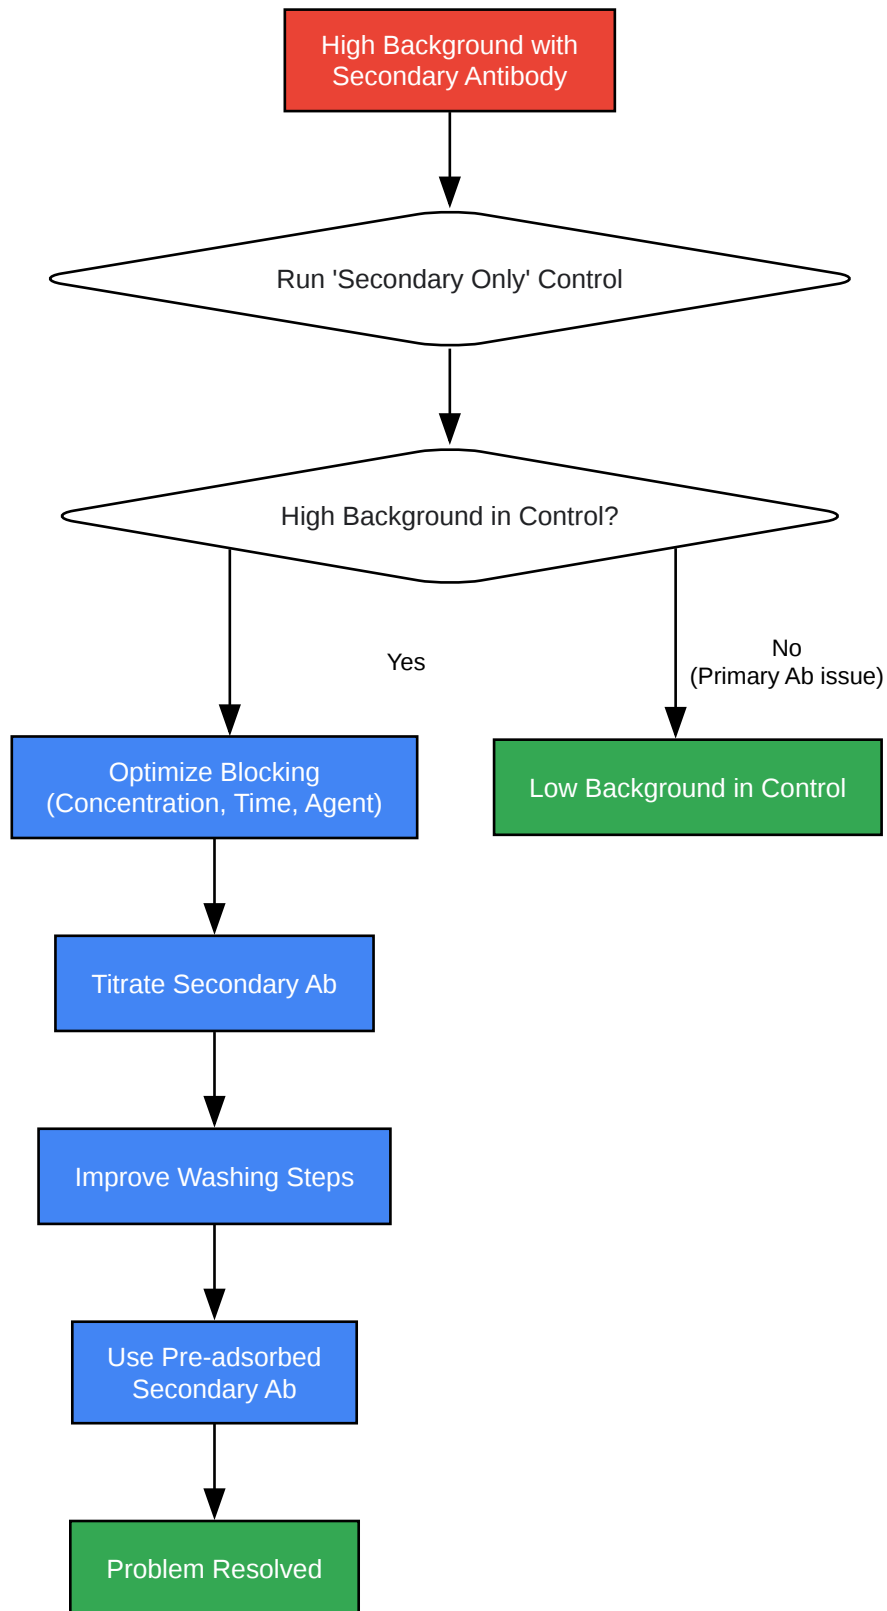 High Background with
Secondary Antibody
Run 'Secondary Only' Control
High Background in Control?
Yes
No
(Primary Ab issue)
Optimize Blocking
(Concentration, Time, Agent)
Low Background in Control
Titrate Secondary Ab
Improve Washing Steps
Use Pre-adsorbed
Secondary Ab
Problem Resolved